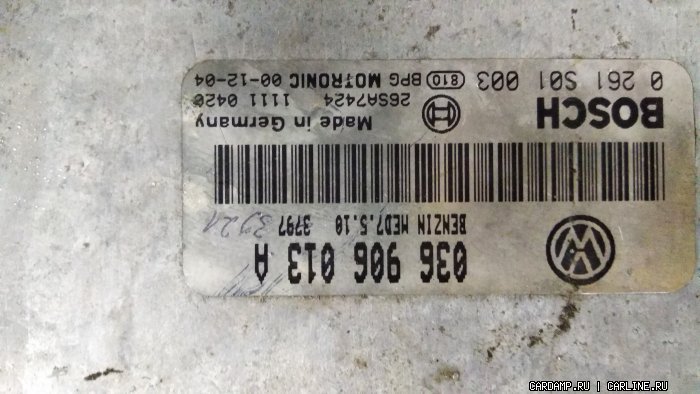 036 906 013 A
BENZIN MED7.5.10 3797
BOSCH
Made in Germany
26SA7424 1111 0420
0 261 S01 003 810 BPG MOTRONIC 00-12-04
CARDAMP.RU | CARLINE.RU